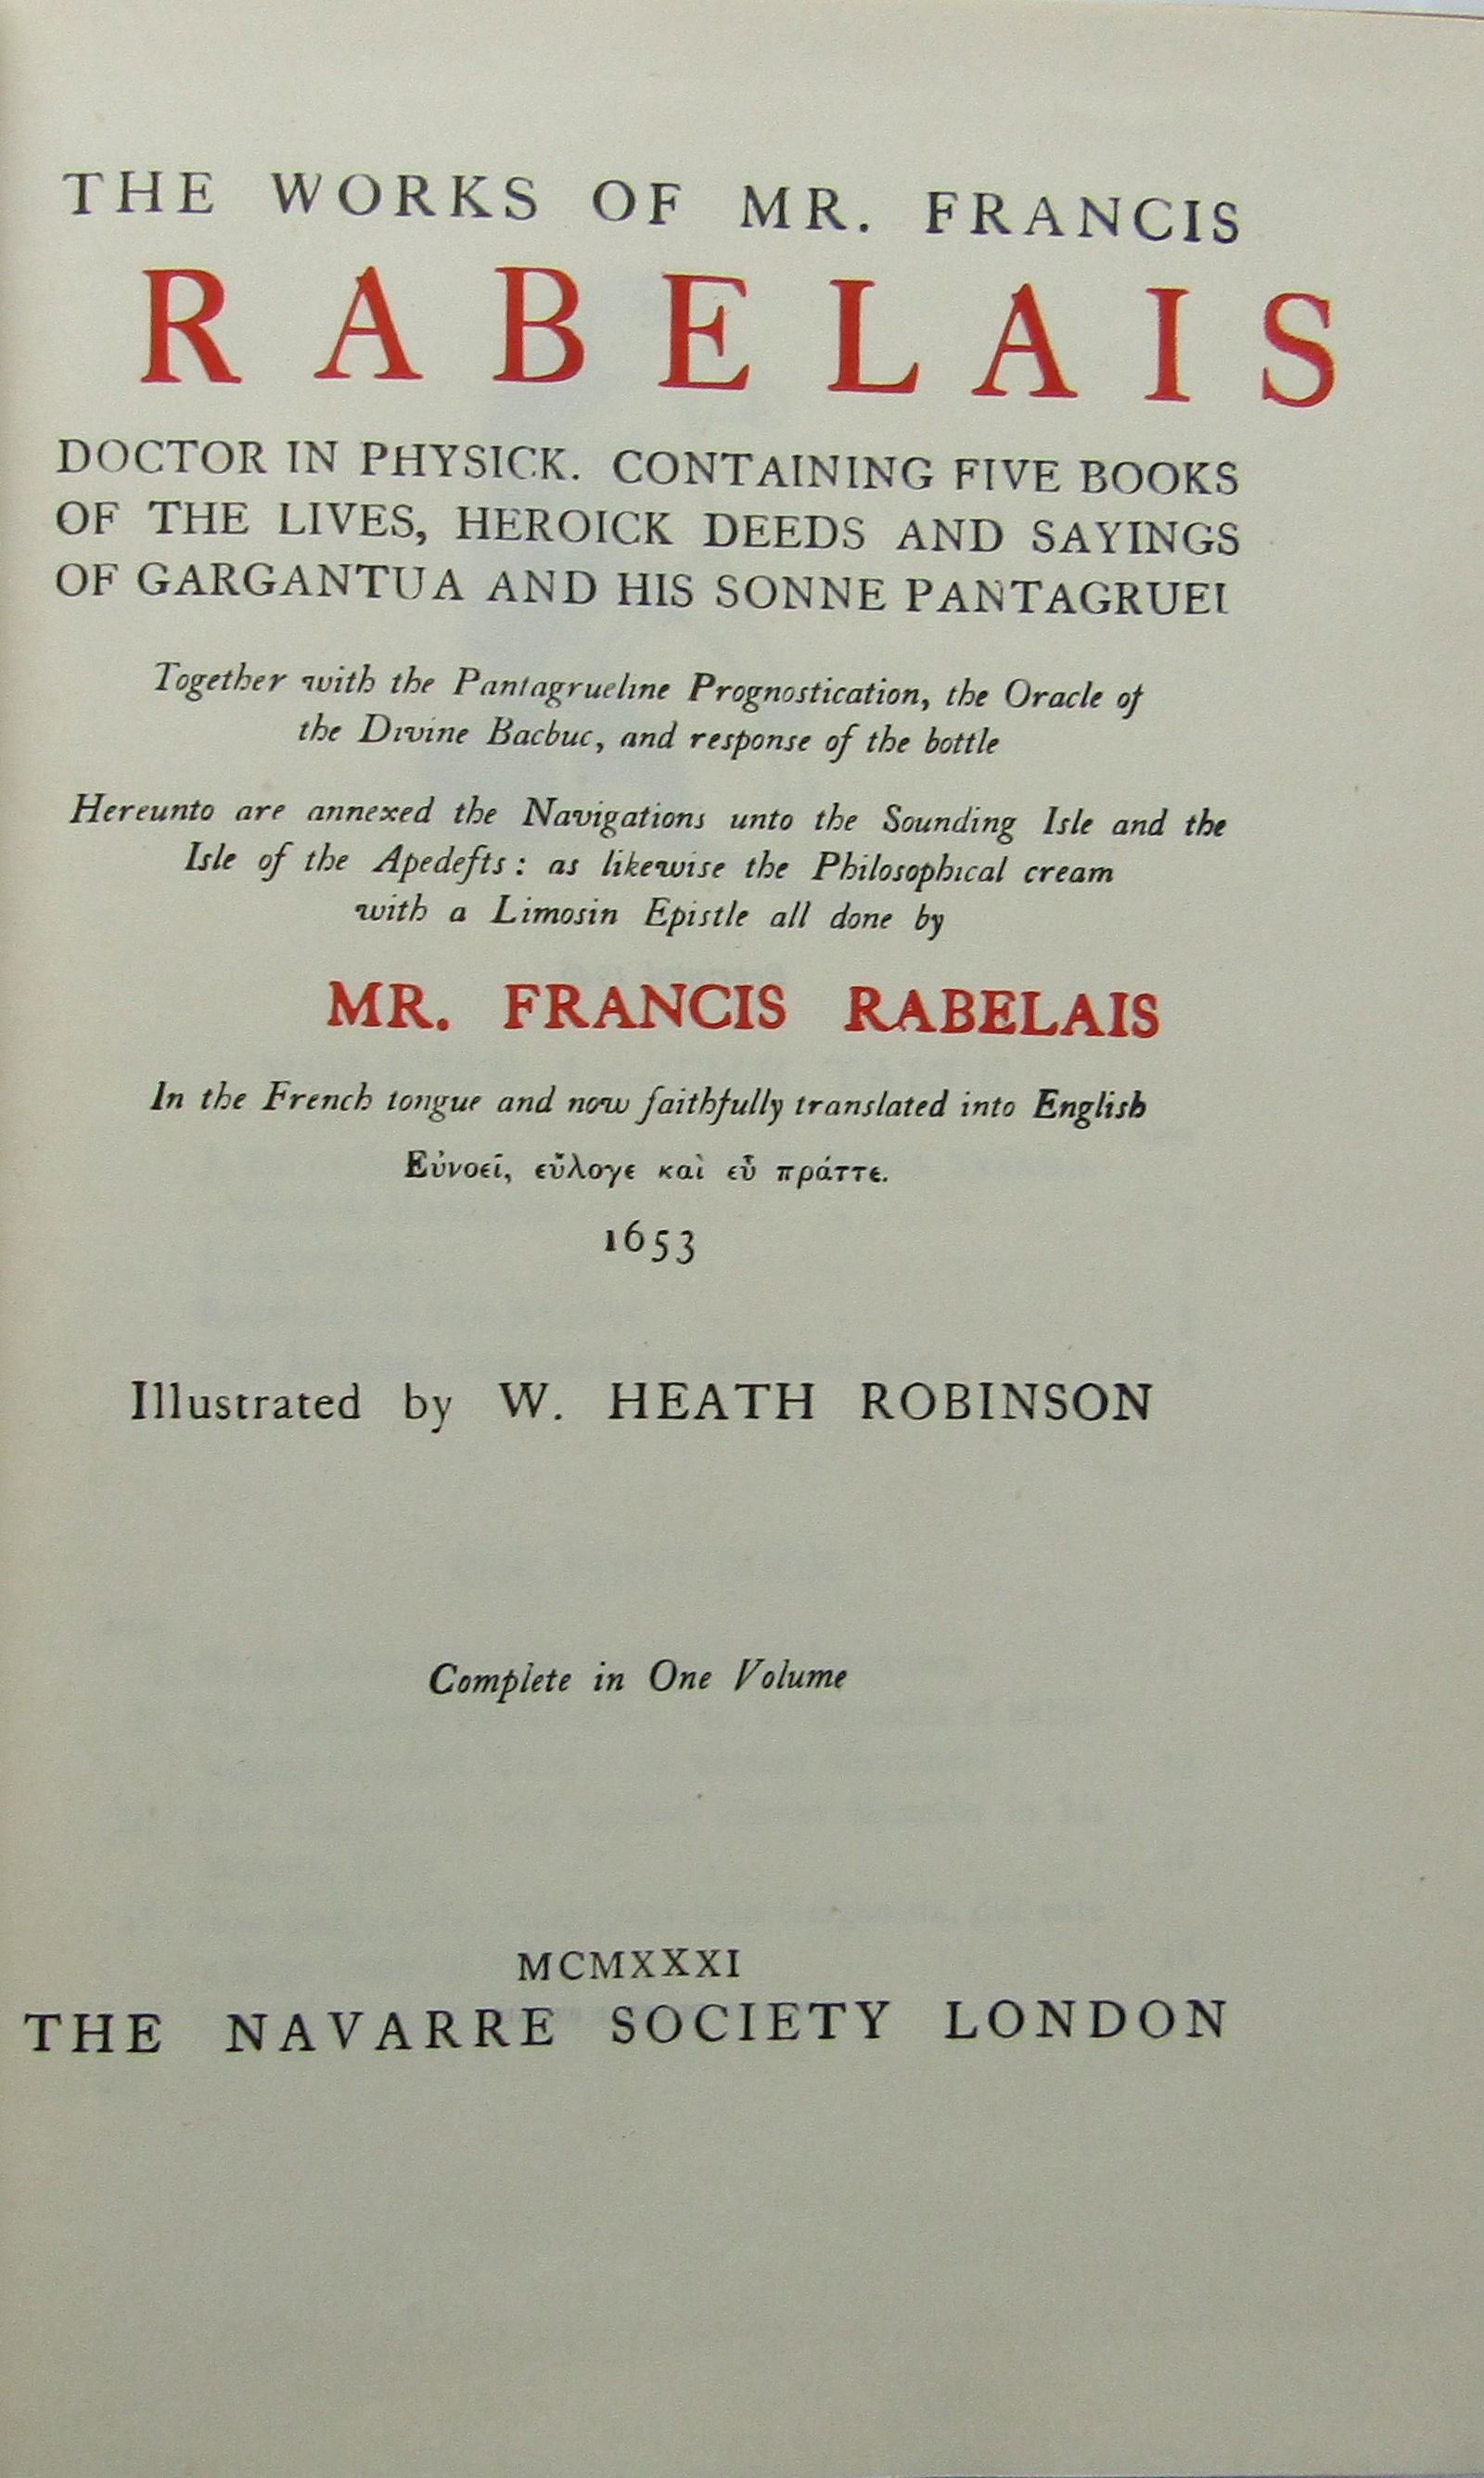 THE WORKS OF MR. FRANCIS
RABELAIS
DOCTOR IN PHYSICK. CONTAINING FIVE BOOKS
OF THE LIVES, HEROICK DEEDS AND SAYINGS
OF GARGANTUA AND HIS SONNE PANTAGRUEL
Together with the Pantagrueline Prognostication, the Oracle of
the Divine Bacbuc, and response of the bottle
Hereunto are annexed the Navigations unto the Sounding Isle and the
Isle of the Apedefts: as likewise the Philosophical cream
with a Limosin Epistle all done by
MR. FRANCIS RABELAIS
In the French tongue and now faithfully translated into English
Εὐνοεῖ, εὔλογε καὶ εὖ πράττε.
1653
Illustrated by W. HEATH ROBINSON
Complete in One Volume
MCMXXXI
THE NAVARRE SOCIETY LONDON